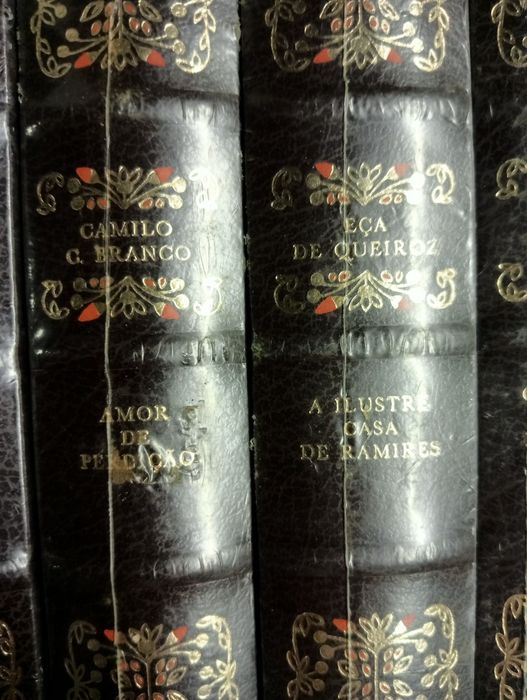 CAMILO
C. BRANCO
AMOR
DE
PERDIÇÃO
EÇA
DE QUEIROZ
A ILUSTRE
CASA
DE RAMIRES